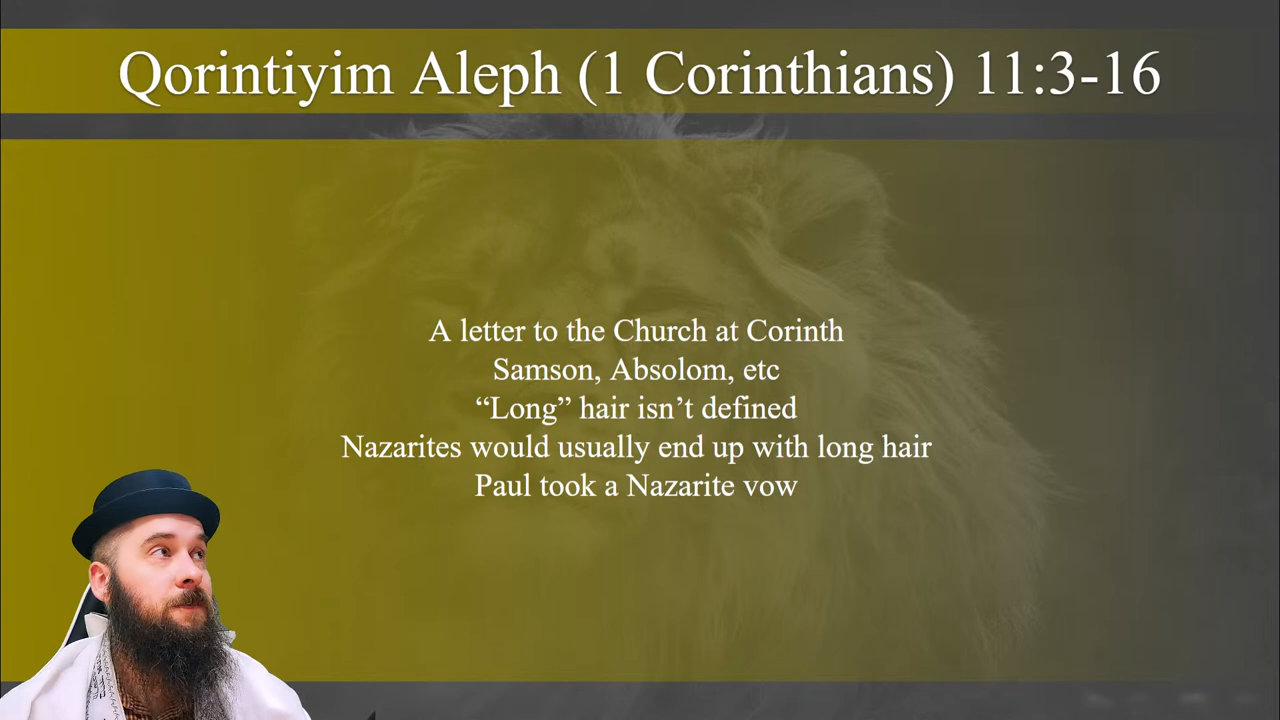 Qorintiyim Aleph (1 Corinthians) 11:3-16
A letter to the Church at Corinth
Samson, Absolom, etc
“Long” hair isn’t defined
Nazarites would usually end up with long hair
Paul took a Nazarite vow